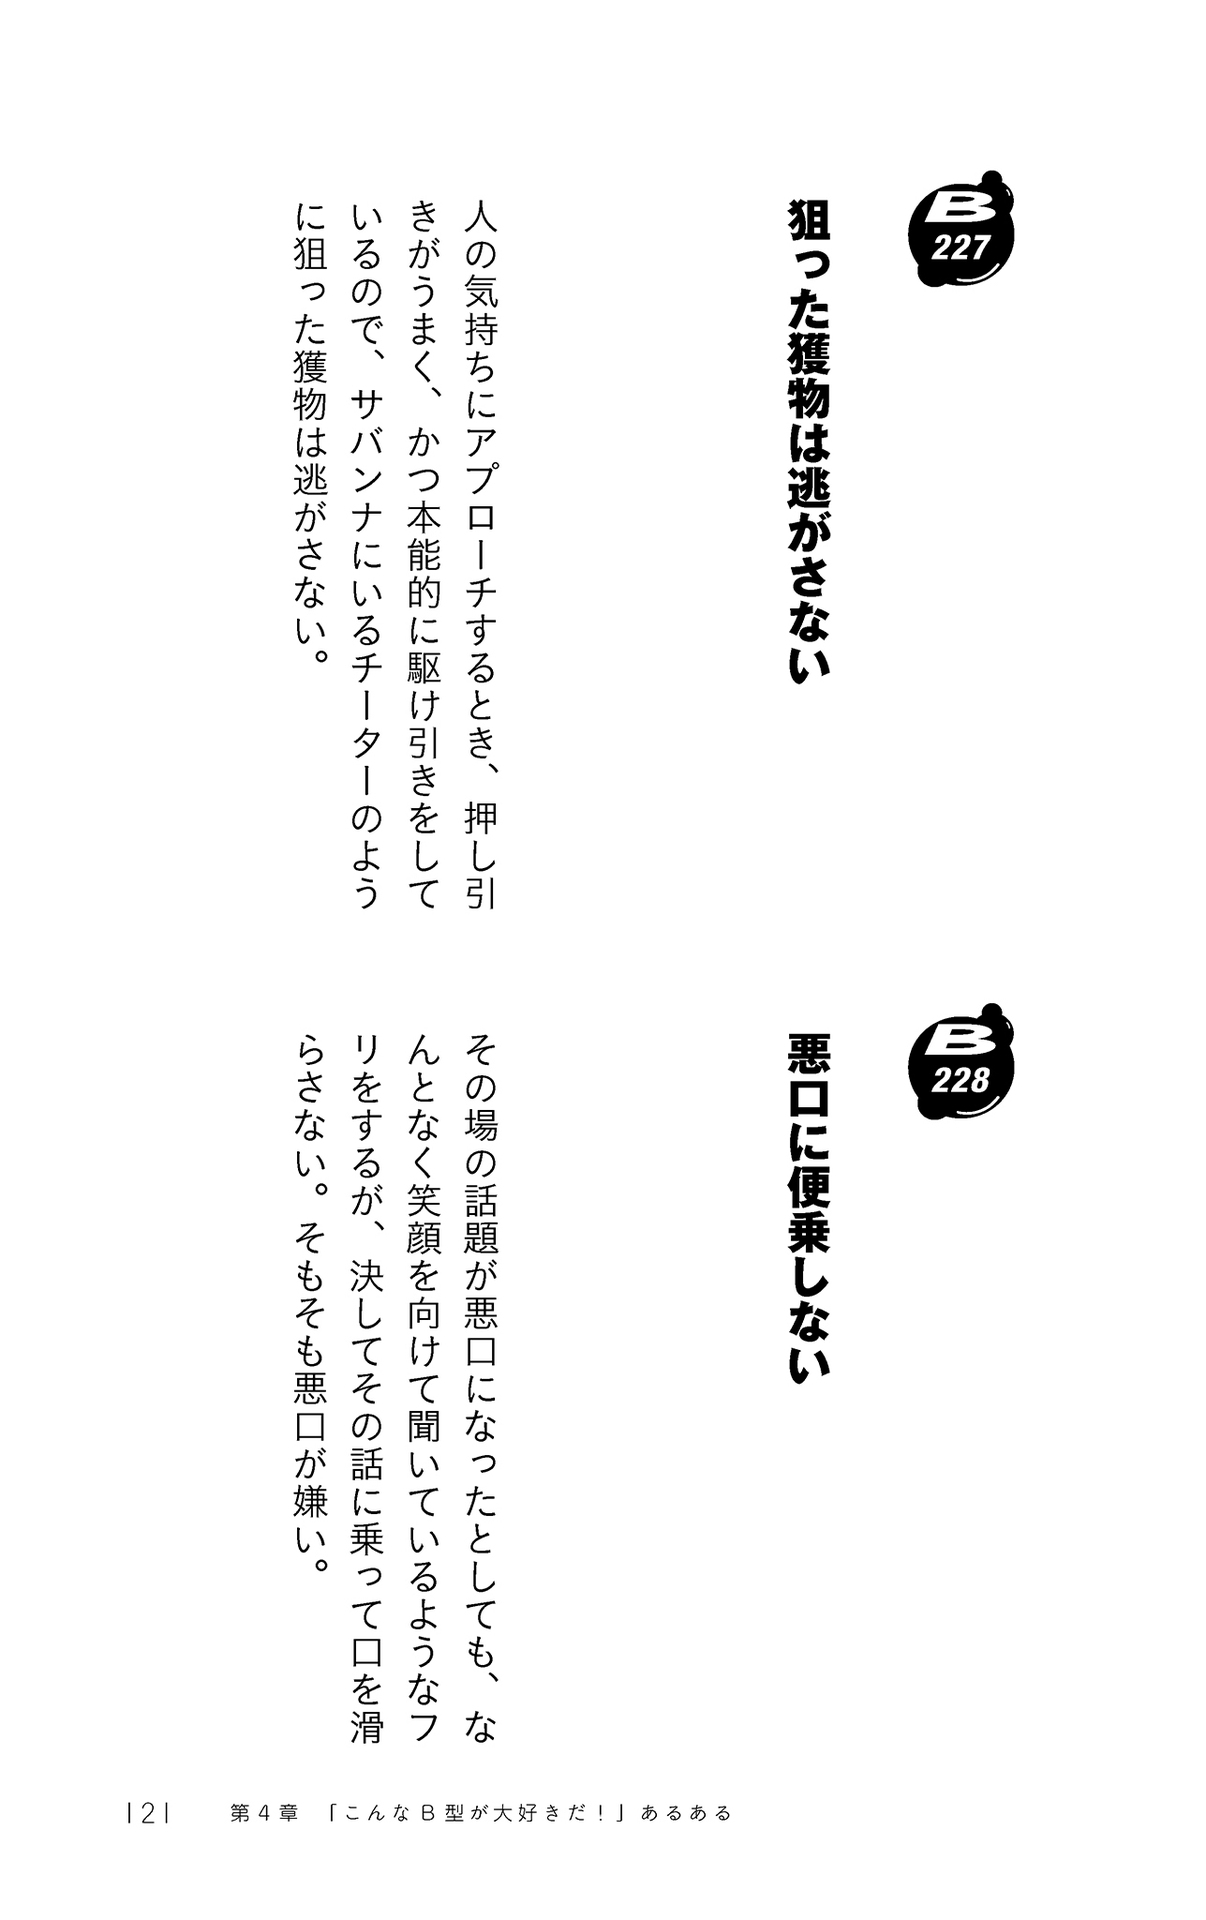 B
227
狙った獲物は逃がさない
人の気持ちにアプローチするとき、押し引
きがうまく、かつ本能的に駆け引きをして
いるので、サバンナにいるチーターのよう
に狙った獲物は逃がさない。
B
228
悪口に便乗しない
その場の話題が悪口になったとしても、な
んとなく笑顔を向けて聞いているようなフ
リをするが、決してその話に乗って口を滑
らさない。そもそも悪口が嫌い。
121 第4章 「こんなB型が大好きだ!」あるある